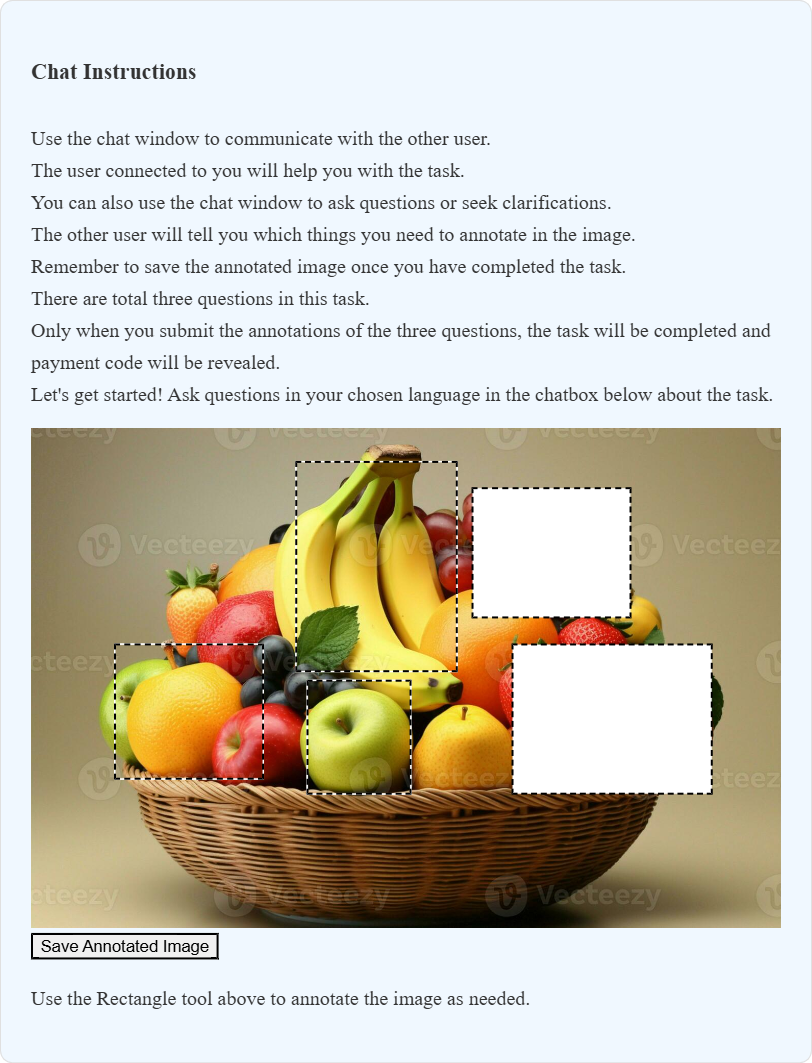 Chat Instructions
Use the chat window to communicate with the other user.
The user connected to you will help you with the task.
You can also use the chat window to ask questions or seek clarifications.
The other user will tell you which things you need to annotate in the image.
Remember to save the annotated image once you have completed the task.
There are total three questions in this task.
Only when you submit the annotations of the three questions, the task will be completed and
payment code will be revealed.
Let's get started! Ask questions in your chosen language in the chatbox below about the task.
cteezy Vecteezy Vecteezy
Vecteezy Vecteezy
cteezy
Vecteezy
cteezy Vecteezy Vecteezy
Save Annotated Image
Use the Rectangle tool above to annotate the image as needed.